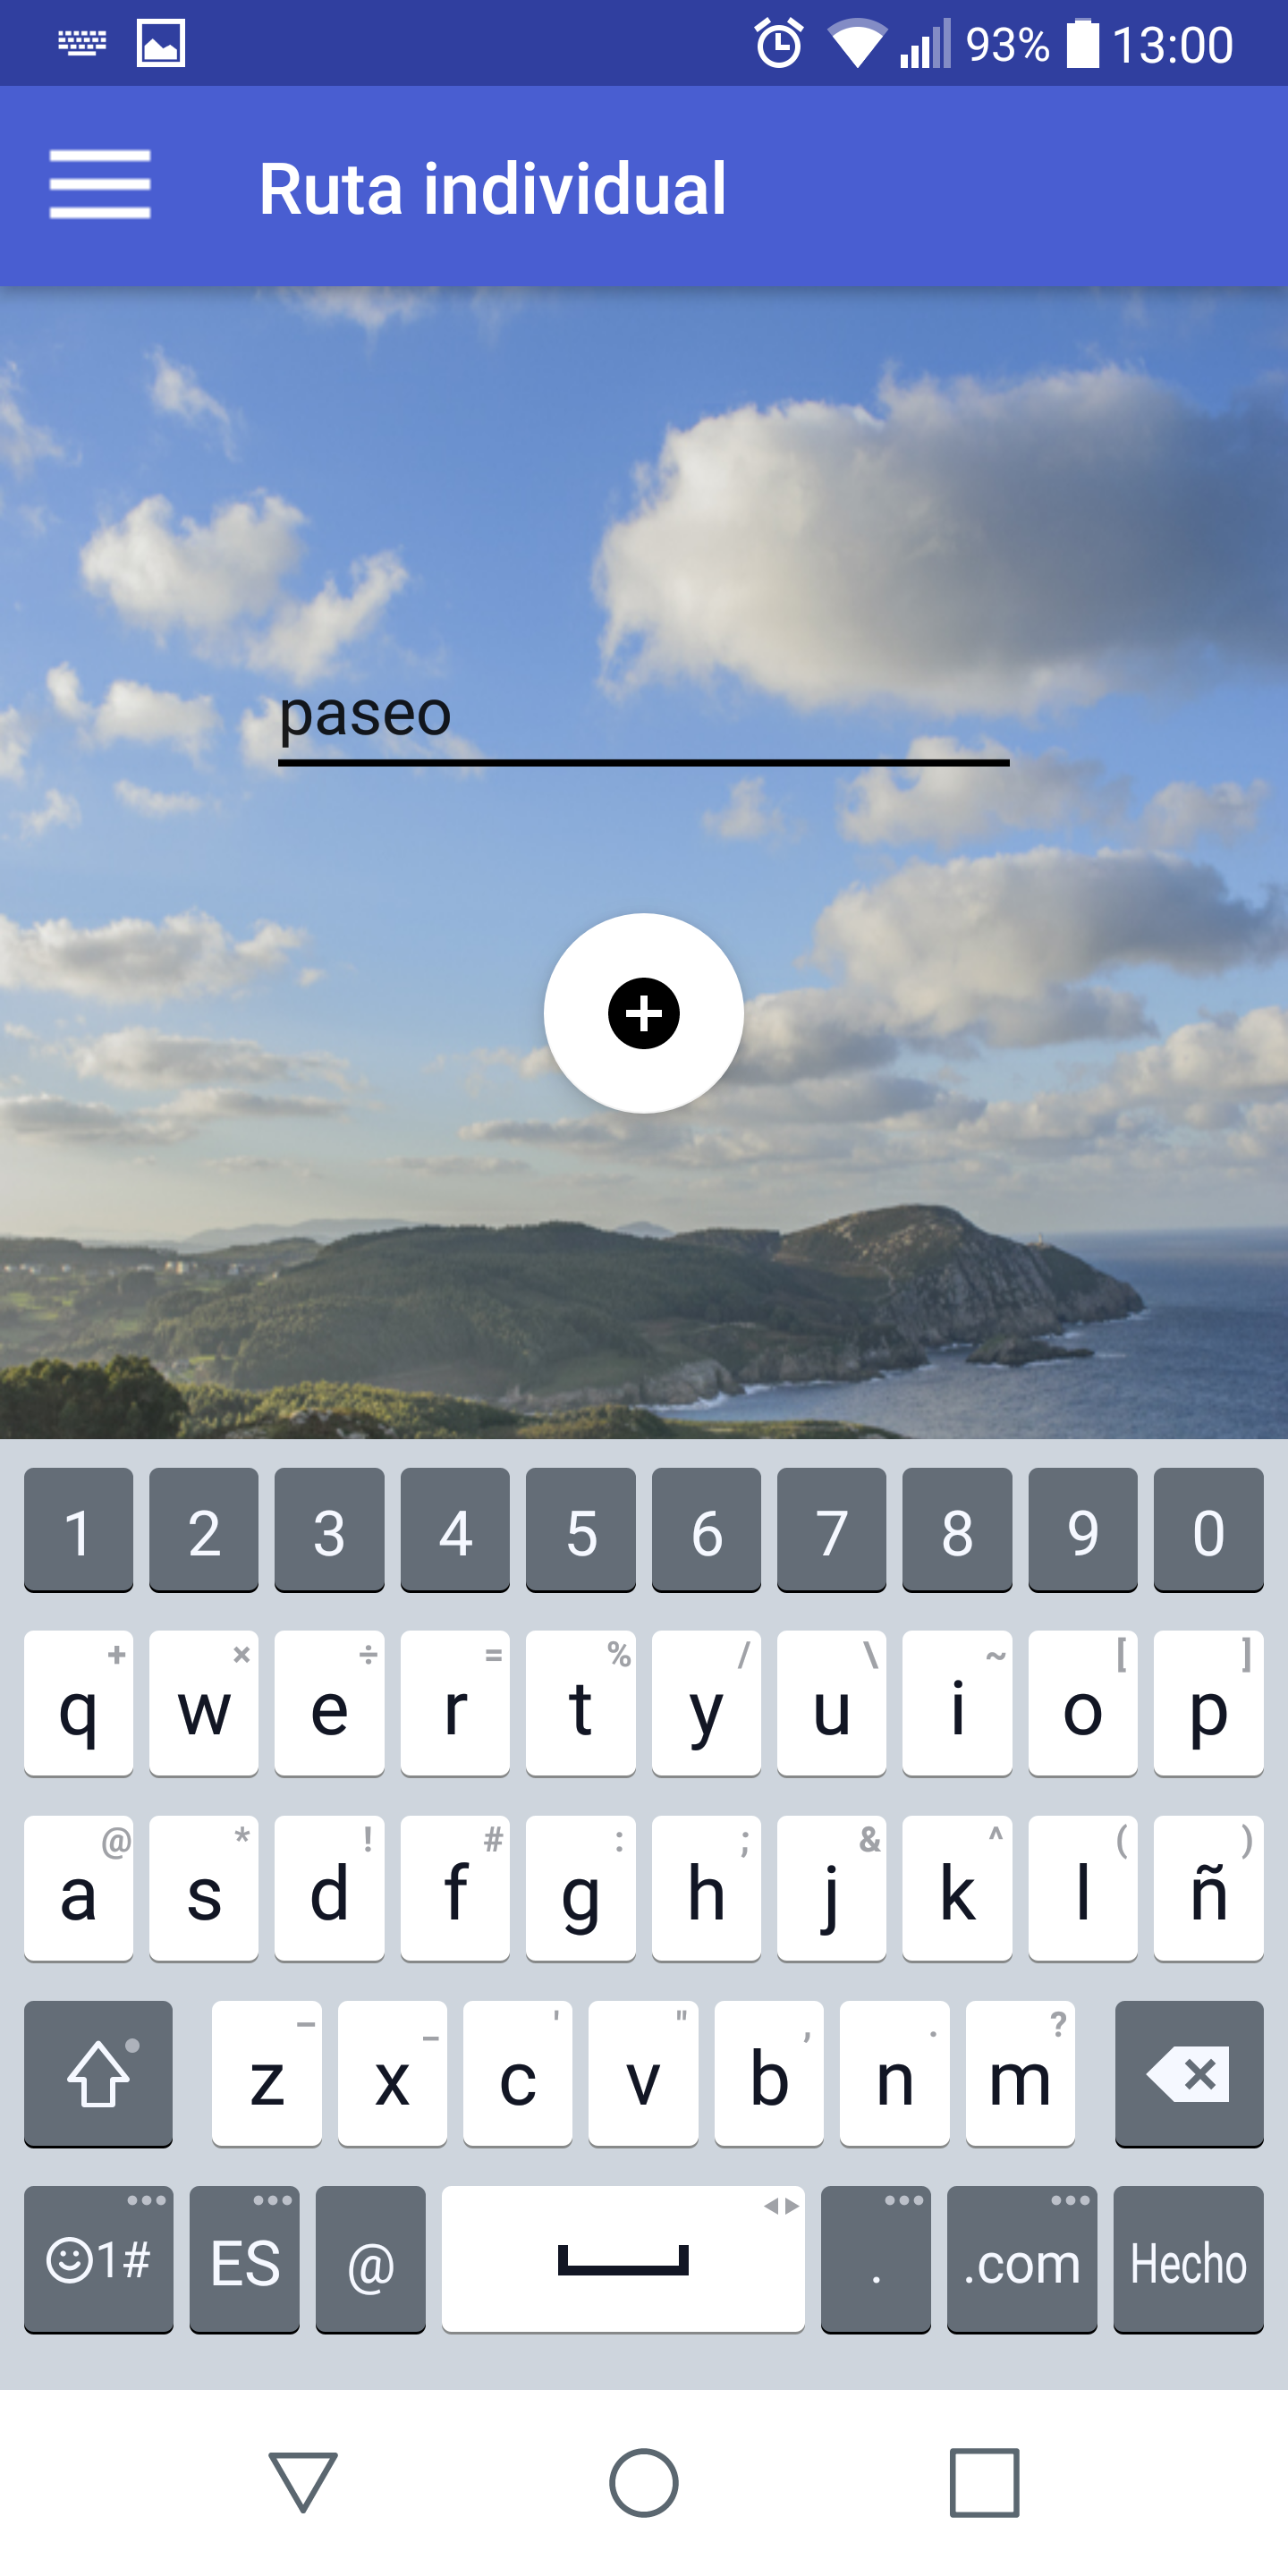 93% 13:00
Ruta individual
paseo
1 2 3 4 5 6 7 8 9 0
+ × ÷ = % / \ ~ [ ]
q w e r t y u i o p
@ * ! # : ; & ^ ( )
a s d f g h j k l ñ
– _ ' " , . ?
z x c v b n m
1# ES @ . .com Hecho